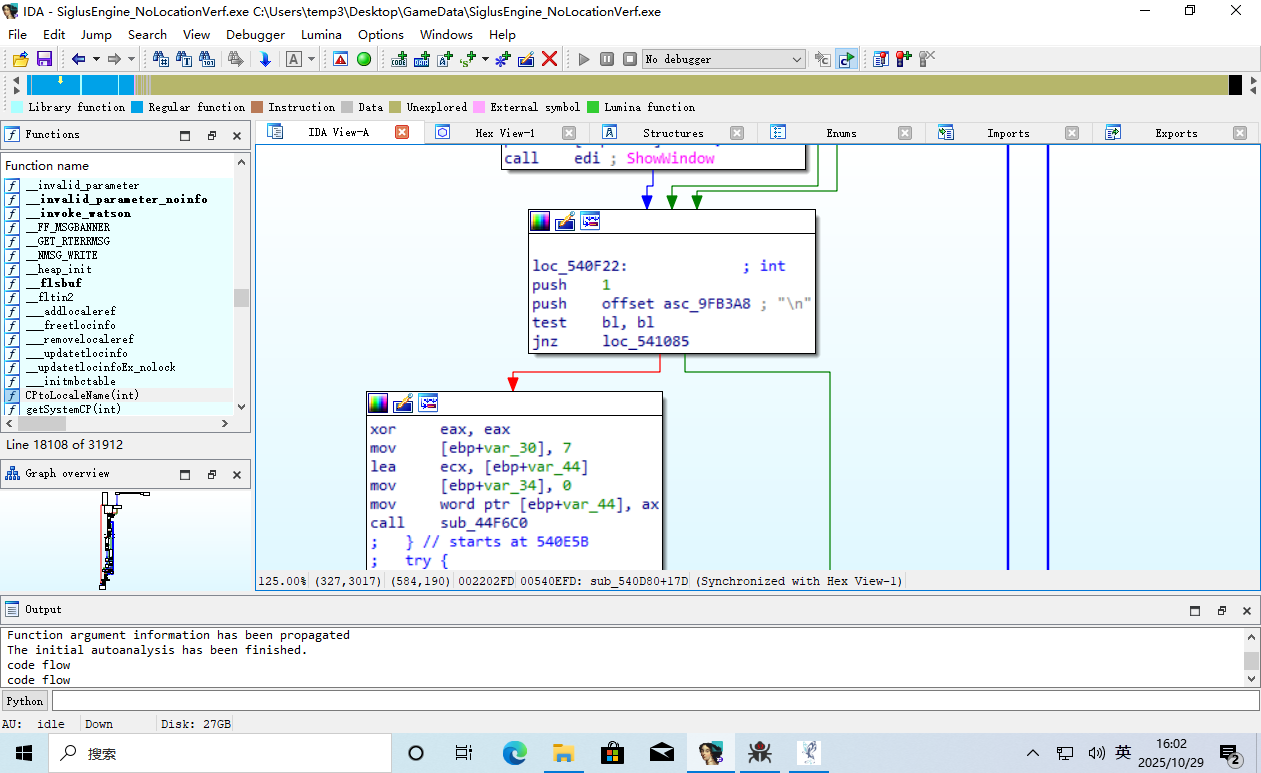 IDA - SiglusEngine_NoLocationVerf.exe C:\Users\temp3\Desktop\GameData\SiglusEngine_NoLocationVerf.exe
File Edit Jump Search View Debugger Lumina Options Windows Help
No debugger
Library function Regular function Instruction Data Unexplored External symbol Lumina function
Functions
IDA View-A Hex View-1 Structures Enums Imports Exports
Function name
__invalid_parameter
__invalid_parameter_noinfo
__invoke_watson
__FF_MSGBANNER
__GET_RTERRMSG
__NMSG_WRITE
__heap_init
__flsbuf
__fltin2
___addlocaleref
___freetlocinfo
___removelocaleref
___updatetlocinfo
__updatetlocinfoEx_nolock
___initmbctable
CPtoLocaleName(int)
getSystemCP(int)
Line 18108 of 31912
Graph overview
call edi ; ShowWindow
loc_540F22: ; int
push 1
push offset asc_9FB3A8 ; "\n"
test bl, bl
jnz loc_541085
xor eax, eax
mov [ebp+var_30], 7
lea ecx, [ebp+var_44]
mov [ebp+var_34], 0
mov word ptr [ebp+var_44], ax
call sub_44F6C0
; } // starts at 540E5B
; try {
125.00% (327,3017) (584,190) 002202FD 00540EFD: sub_540D80+17D (Synchronized with Hex View-1)
Output
Function argument information has been propagated
The initial autoanalysis has been finished.
code flow
code flow
Python
AU: idle Down Disk: 27GB
搜索
英
16:02
2025/10/29
2